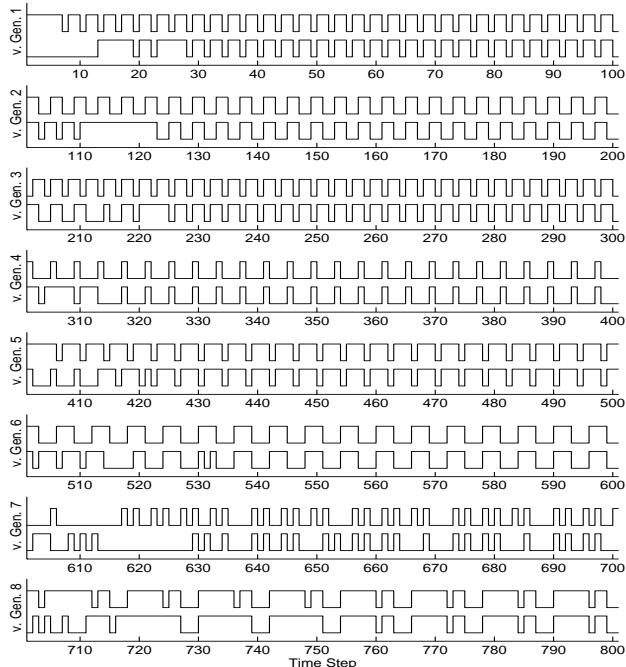 v. Gen. 1
10 20 30 40 50 60 70 80 90 100
v. Gen. 2
110 120 130 140 150 160 170 180 190 200
v. Gen. 3
210 220 230 240 250 260 270 280 290 300
v. Gen. 4
310 320 330 340 350 360 370 380 390 400
v. Gen. 5
410 420 430 440 450 460 470 480 490 500
v. Gen. 6
510 520 530 540 550 560 570 580 590 600
v. Gen. 7
610 620 630 640 650 660 670 680 690 700
v. Gen. 8
710 720 730 740 750 760 770 780 790 800
Time Step